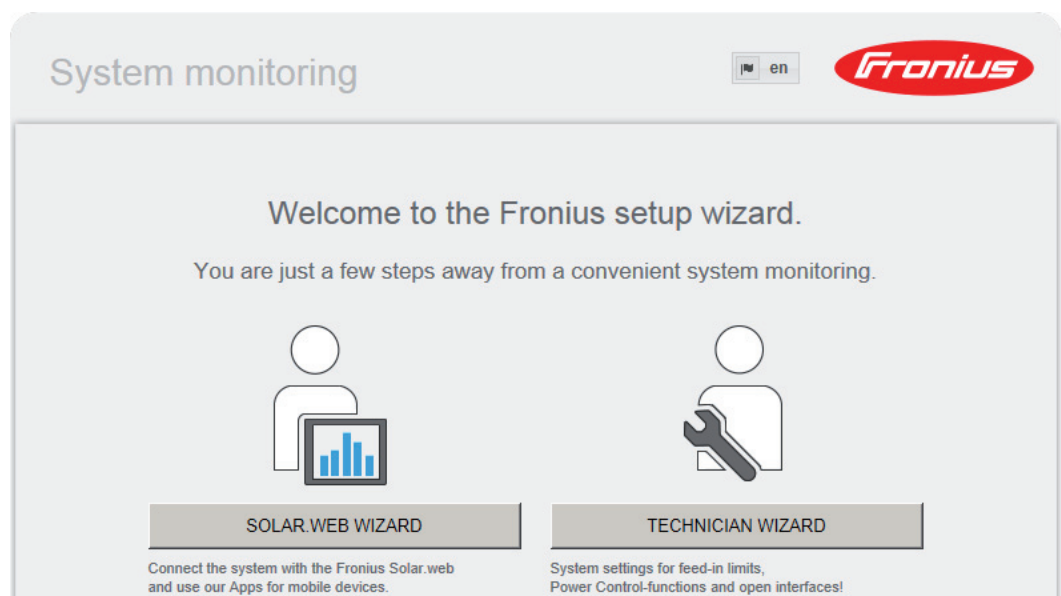 System monitoring
en
Fronius
Welcome to the Fronius setup wizard.
You are just a few steps away from a convenient system monitoring.
SOLAR.WEB WIZARD
TECHNICIAN WIZARD
Connect the system with the Fronius Solar.web
and use our Apps for mobile devices.
System settings for feed-in limits,
Power Control-functions and open interfaces!